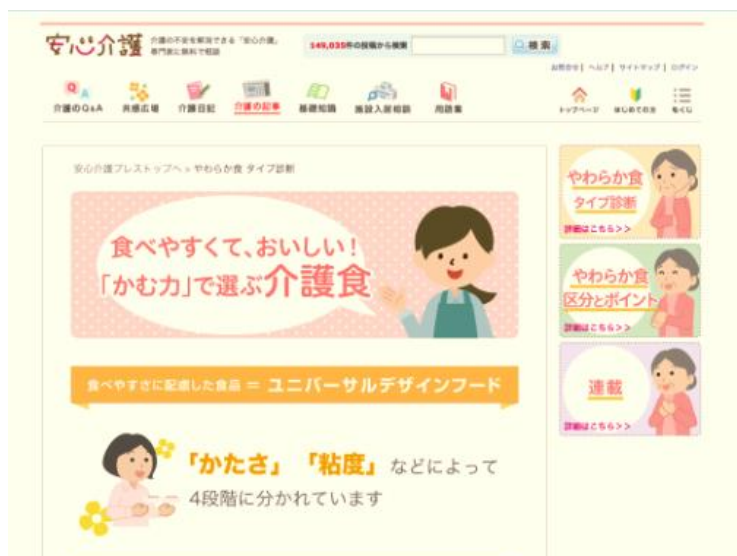 安心介護
介護の不安を解消できる「安心介護」
専門家に無料で相談
149,035件の投稿から検索
検索
お問合せ| ヘルプ| サイトマップ| ログイン
介護のQ&A
共感広場
介護日記
介護の記事
基礎知識
施設入居相談
用語集
トップページ
はじめての方
もくじ
安心介護プレストップへ » やわらか食 タイプ診断
食べやすくて、おいしい!
「かむ力」で選ぶ介護食
食べやすさに配慮した食品 = ユニバーサルデザインフード
「かたさ」「粘度」などによって
4段階に分かれています
やわらか食
タイプ診断
詳細はこちら>>
やわらか食
区分とポイント
詳細はこちら>>
連載
詳細はこちら>>